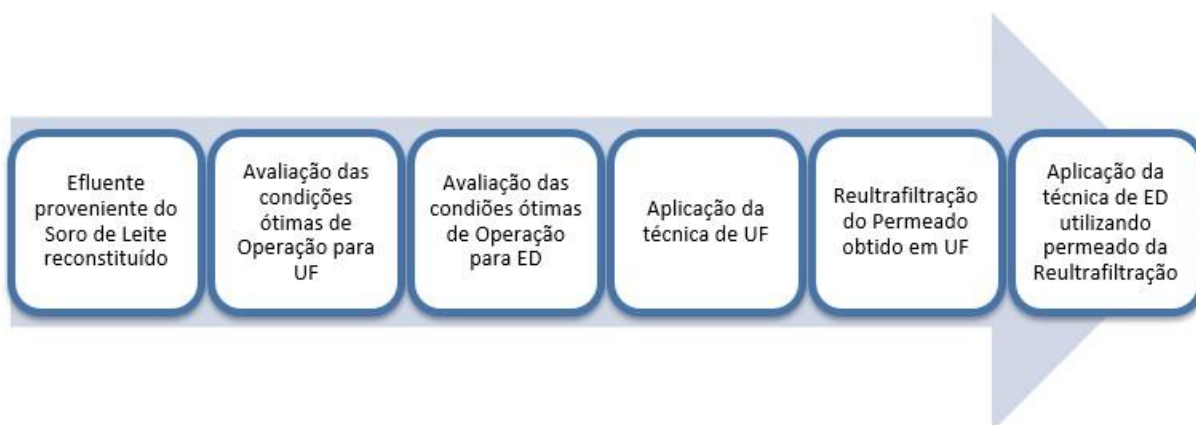 Efluente
proveniente do
Soro de Leite
reconstituído
Avaliação das
condições
ótimas de
Operação para
UF
Avaliação das
condiões ótimas
de Operação
para ED
Aplicação da
técnica de UF
Reultrafiltração
do Permeado
obtido em UF
Aplicação da
técnica de ED
utilizando
permeado da
Reultrafiltração